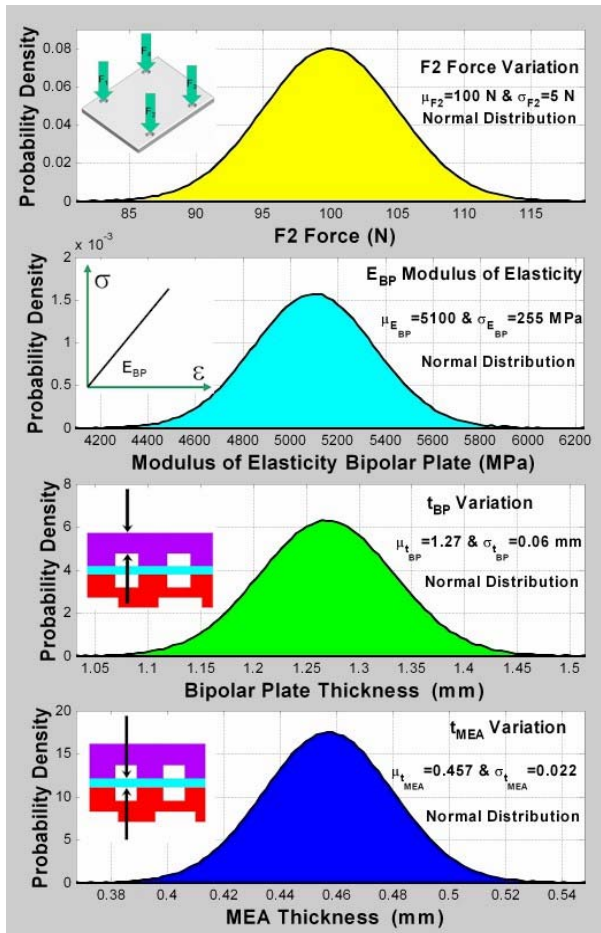 Probability Density
0.08
0.06
0.04
0.02
0
F1
F4
F2
F3
F2 Force Variation
μF2=100 N & σF2=5 N
Normal Distribution
85 90 95 100 105 110 115
F2 Force (N)
x 10-3
Probability Density
2
1.5
1
0.5
0
σ
EBP
ε
EBP Modulus of Elasticity
μEBP=5100 & σEBP=255 MPa
Normal Distribution
4200 4400 4600 4800 5000 5200 5400 5600 5800 6000 6200
Modulus of Elasticity Bipolar Plate (MPa)
Probability Density
8
6
4
2
0
tBP Variation
μtBP=1.27 & σtBP=0.06 mm
Normal Distribution
1.05 1.1 1.15 1.2 1.25 1.3 1.35 1.4 1.45 1.5
Bipolar Plate Thickness (mm)
Probability Density
20
15
10
5
0
tMEA Variation
μtMEA=0.457 & σtMEA=0.022
Normal Distribution
0.38 0.4 0.42 0.44 0.46 0.48 0.5 0.52 0.54
MEA Thickness (mm)